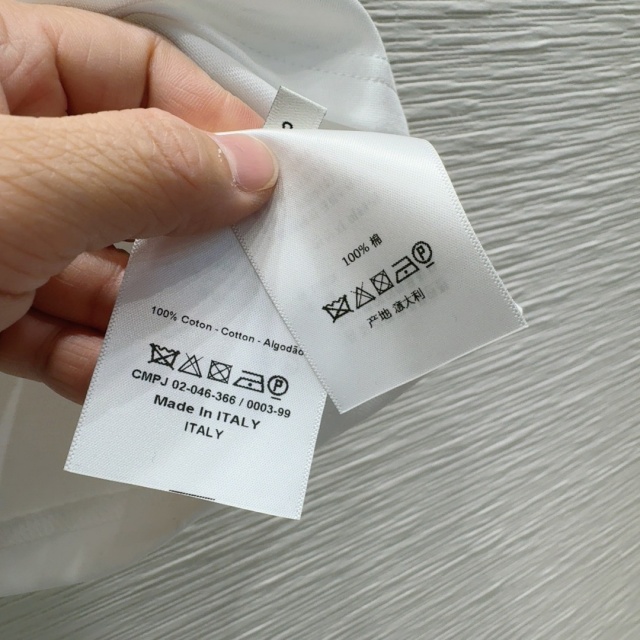 100% Coton - Cotton - Algodão
CMPJ 02-046-366 / 0003-99
Made In ITALY
ITALY
100% 棉
产地 意大利